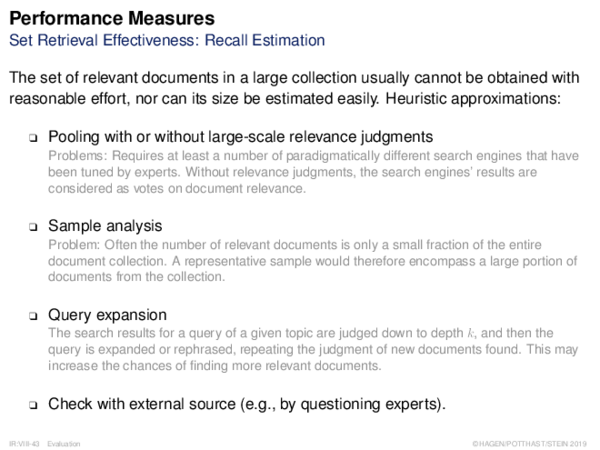 Performance Measures
Set Retrieval Effectiveness: Recall Estimation
The set of relevant documents in a large collection usually cannot be obtained with
reasonable effort, nor can its size be estimated easily. Heuristic approximations:
❑ Pooling with or without large-scale relevance judgments
Problems: Requires at least a number of paradigmatically different search engines that have
been tuned by experts. Without relevance judgments, the search engines' results are
considered as votes on document relevance.
❑ Sample analysis
Problem: Often the number of relevant documents is only a small fraction of the entire
document collection. A representative sample would therefore encompass a large portion of
documents from the collection.
❑ Query expansion
The search results for a query of a given topic are judged down to depth k, and then the
query is expanded or rephrased, repeating the judgment of new documents found. This may
increase the chances of finding more relevant documents.
❑ Check with external source (e.g., by questioning experts).
IR:VIII-43 Evaluation
©HAGEN/POTTHAST/STEIN 2019